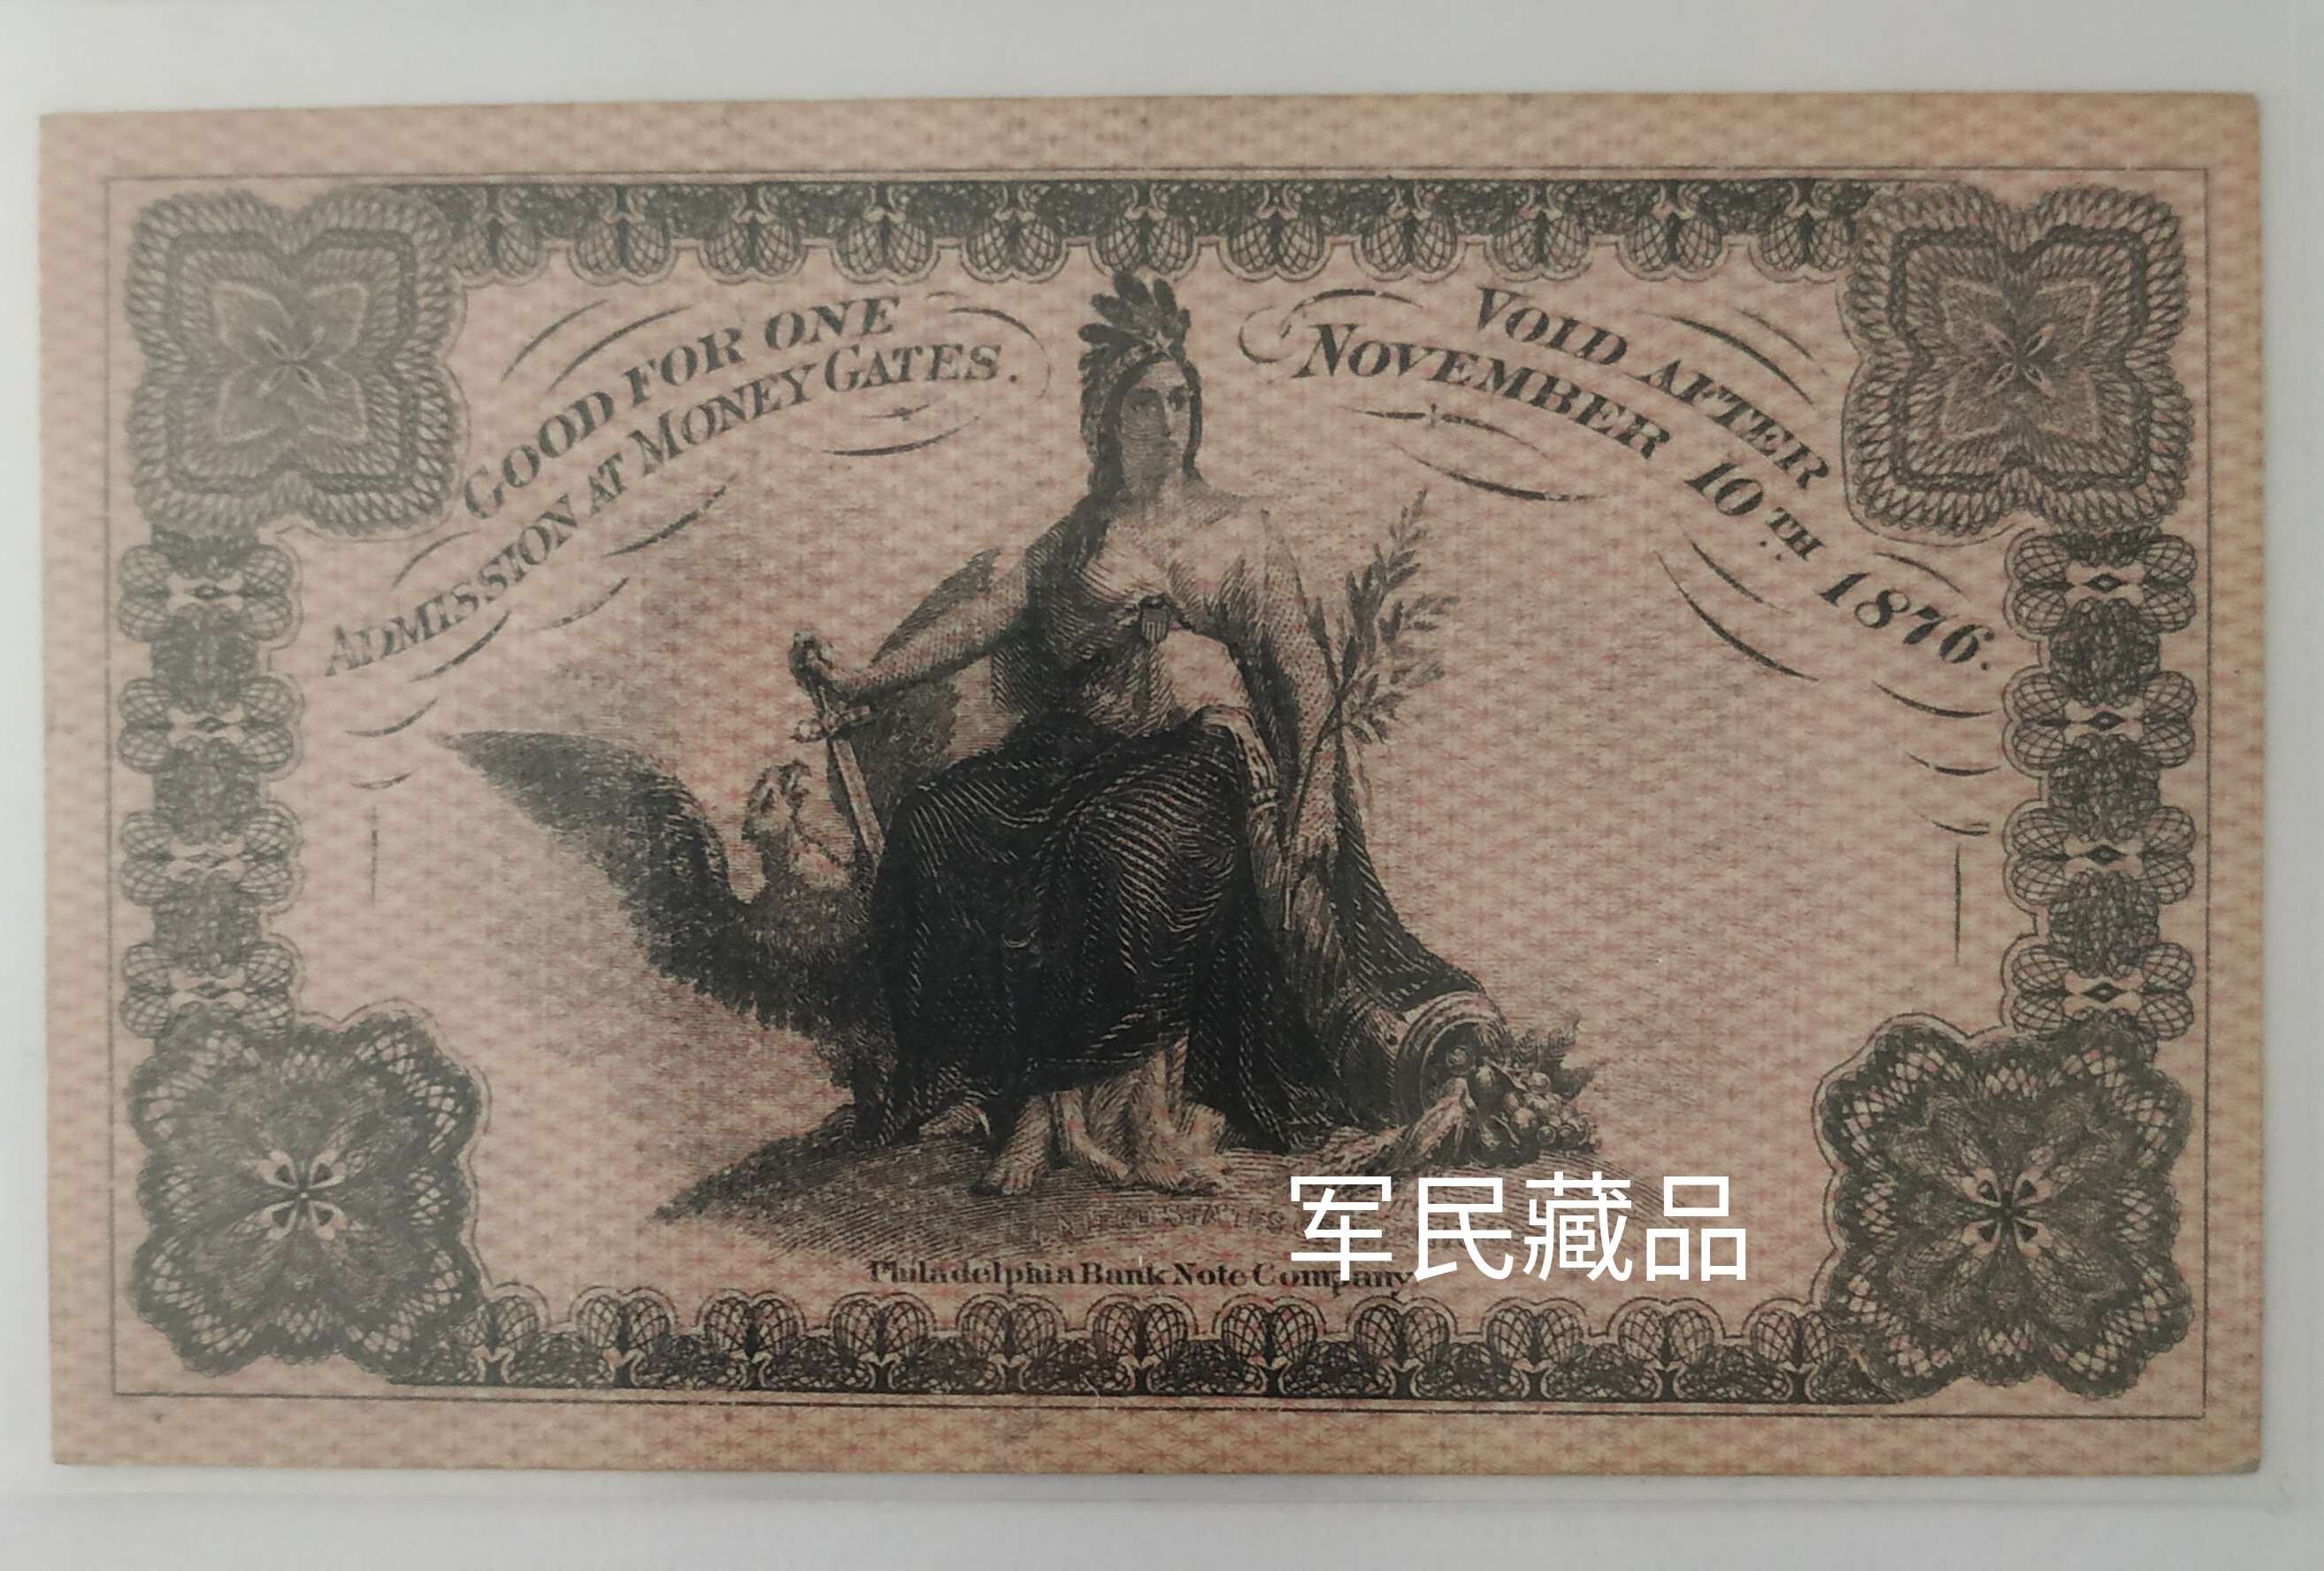 GOOD FOR ONE
ADMISSION AT MONEY GATES.
VOID AFTER
NOVEMBER 10TH 1876.
军民藏品
Philadelphia Bank Note Company